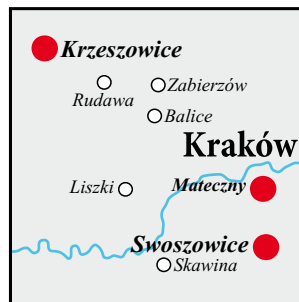 Krzeszowice
Zabierzów
Rudawa
Balice
Kraków
Liszki
Mateczny
Swoszowice
Skawina